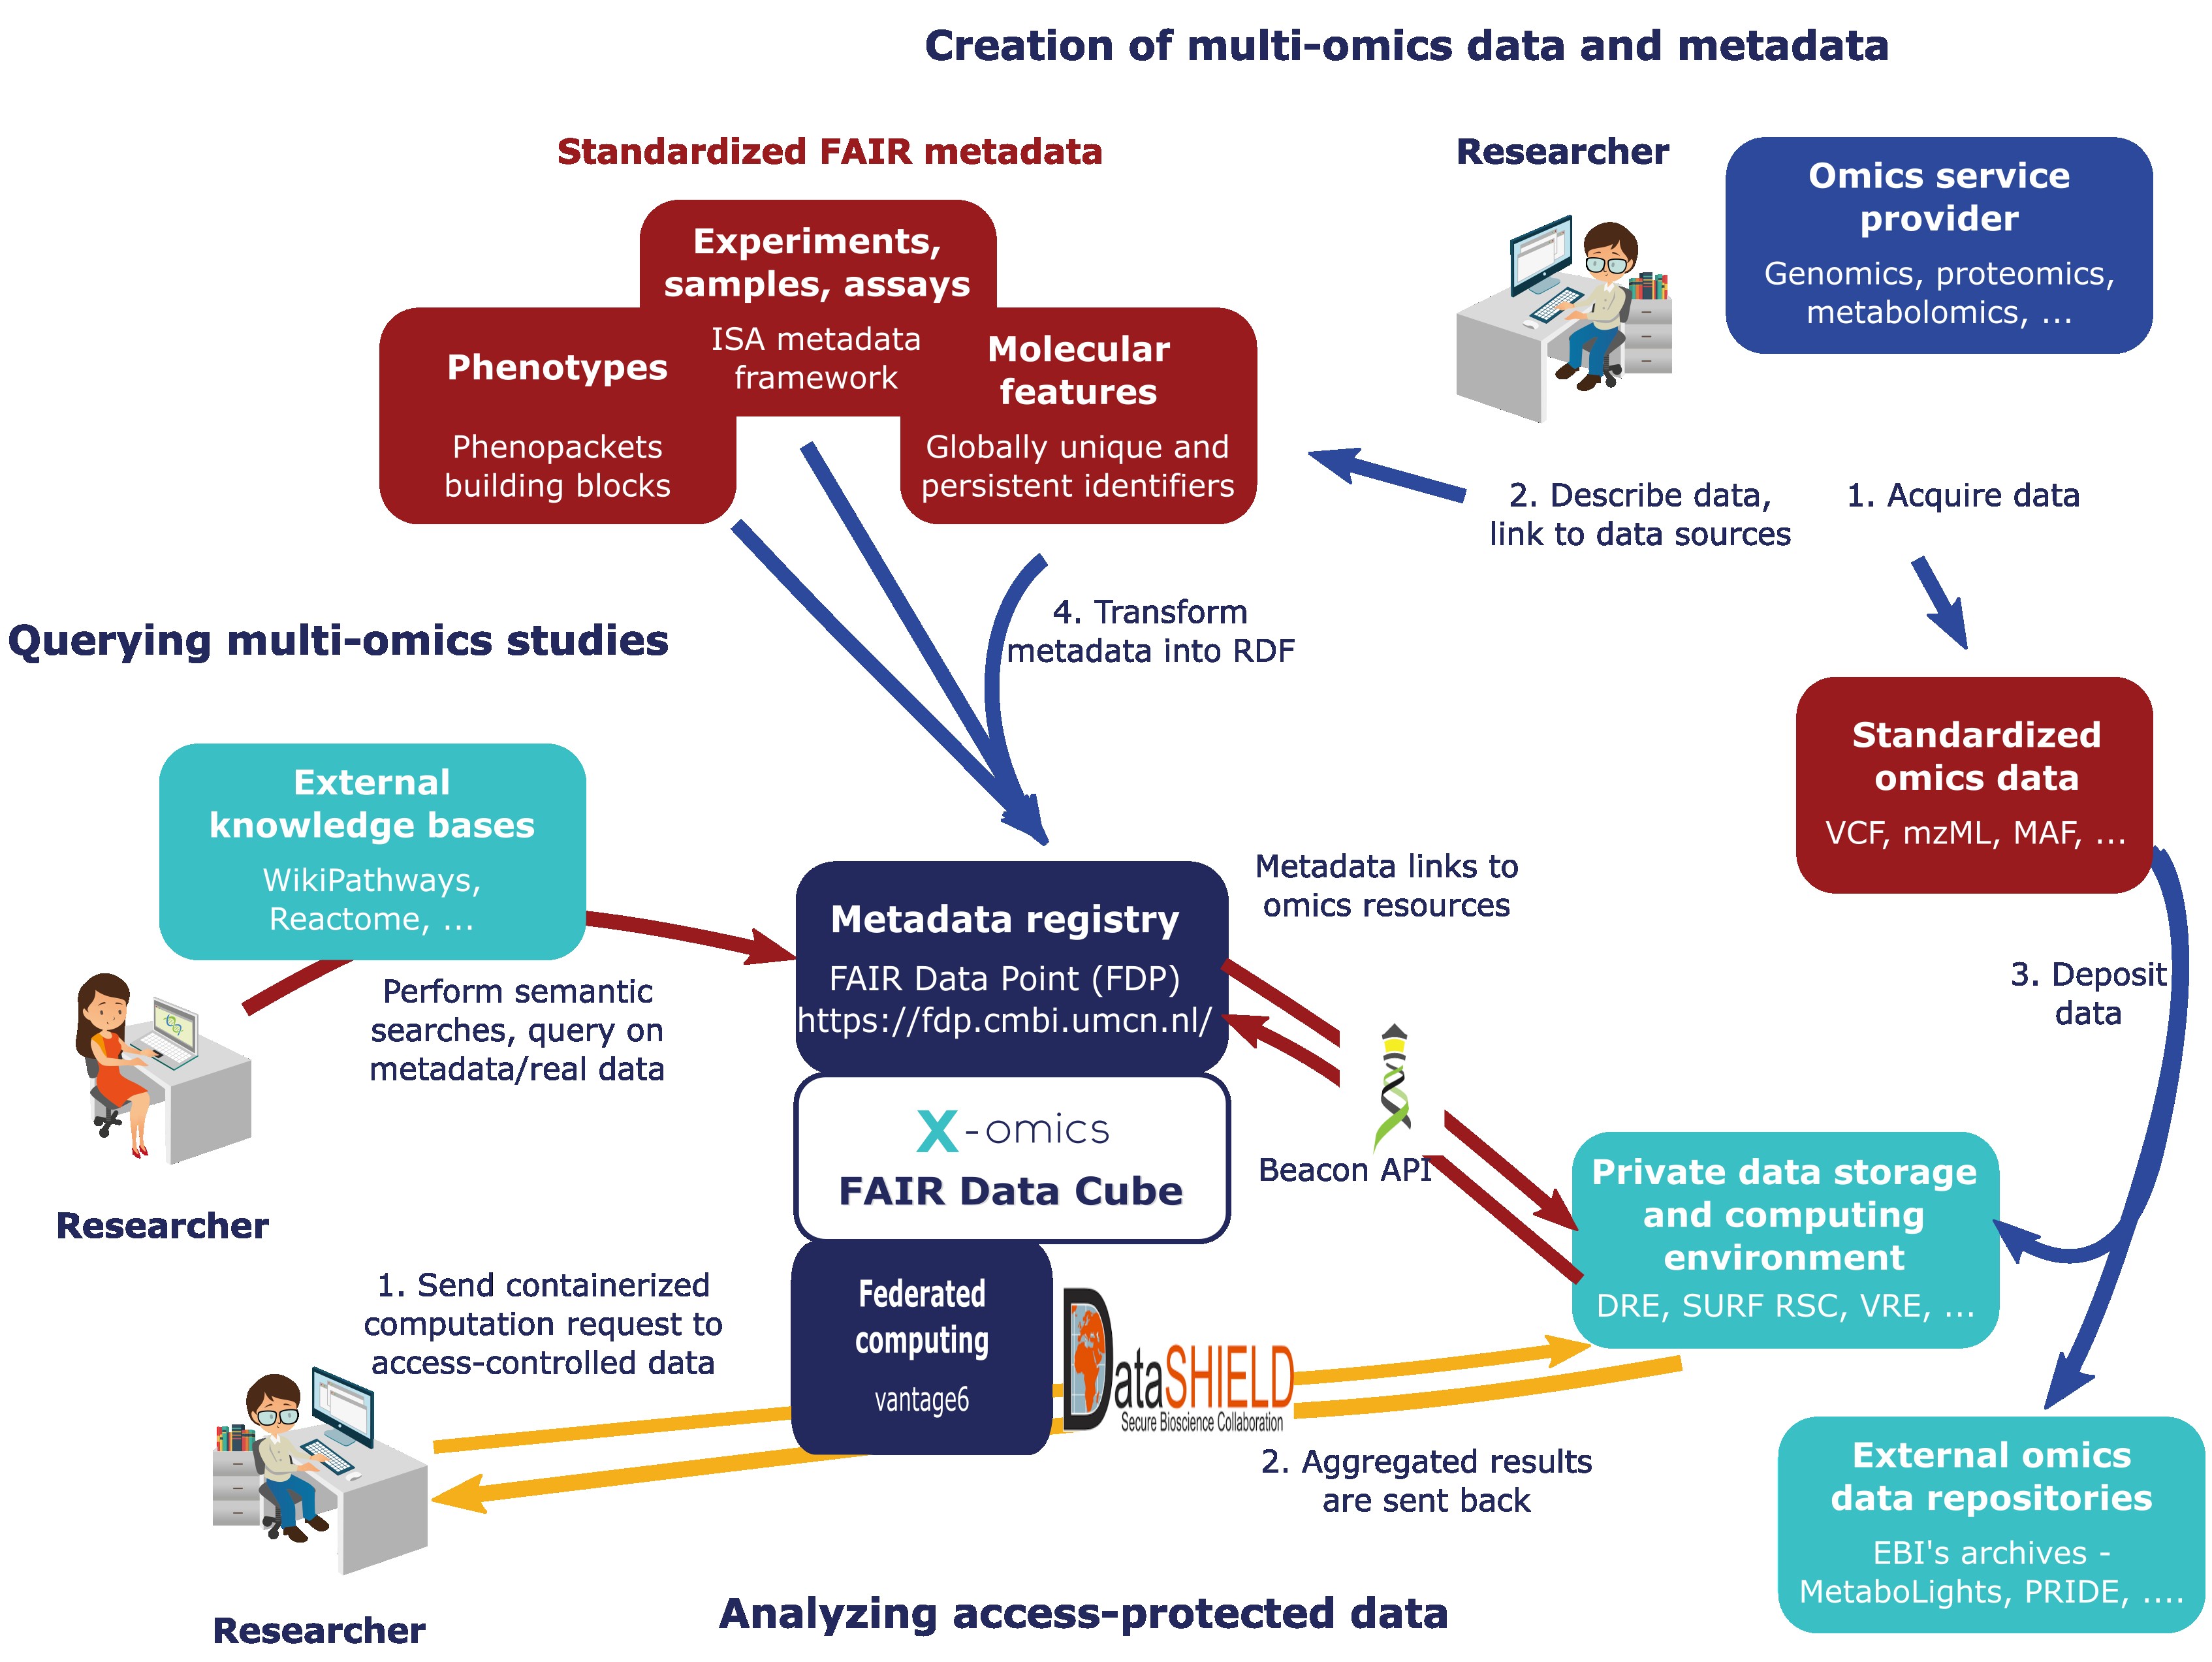 Creation of multi-omics data and metadata
Standardized FAIR metadata
Experiments,
samples, assays
ISA metadata
framework
Phenotypes
Phenopackets
building blocks
Molecular
features
Globally unique and
persistent identifiers
Researcher
Omics service
provider
Genomics, proteomics,
metabolomics, ...
2. Describe data,
link to data sources
1. Acquire data
4. Transform
metadata into RDF
Querying multi-omics studies
Standardized
omics data
VCF, mzML, MAF, ...
External
knowledge bases
WikiPathways,
Reactome, ...
Metadata registry
FAIR Data Point (FDP)
https://fdp.cmbi.umcn.nl/
Metadata links to
omics resources
3. Deposit
data
Perform semantic
searches, query on
metadata/real data
Researcher
X-omics
FAIR Data Cube
Beacon API
Private data storage
and computing
environment
DRE, SURF RSC, VRE, ...
1. Send containerized
computation request to
access-controlled data
Federated
computing
vantage6
DataSHIELD
Secure Bioscience Collaboration
2. Aggregated results
are sent back
External omics
data repositories
EBI's archives -
MetaboLights, PRIDE, ....
Researcher
Analyzing access-protected data